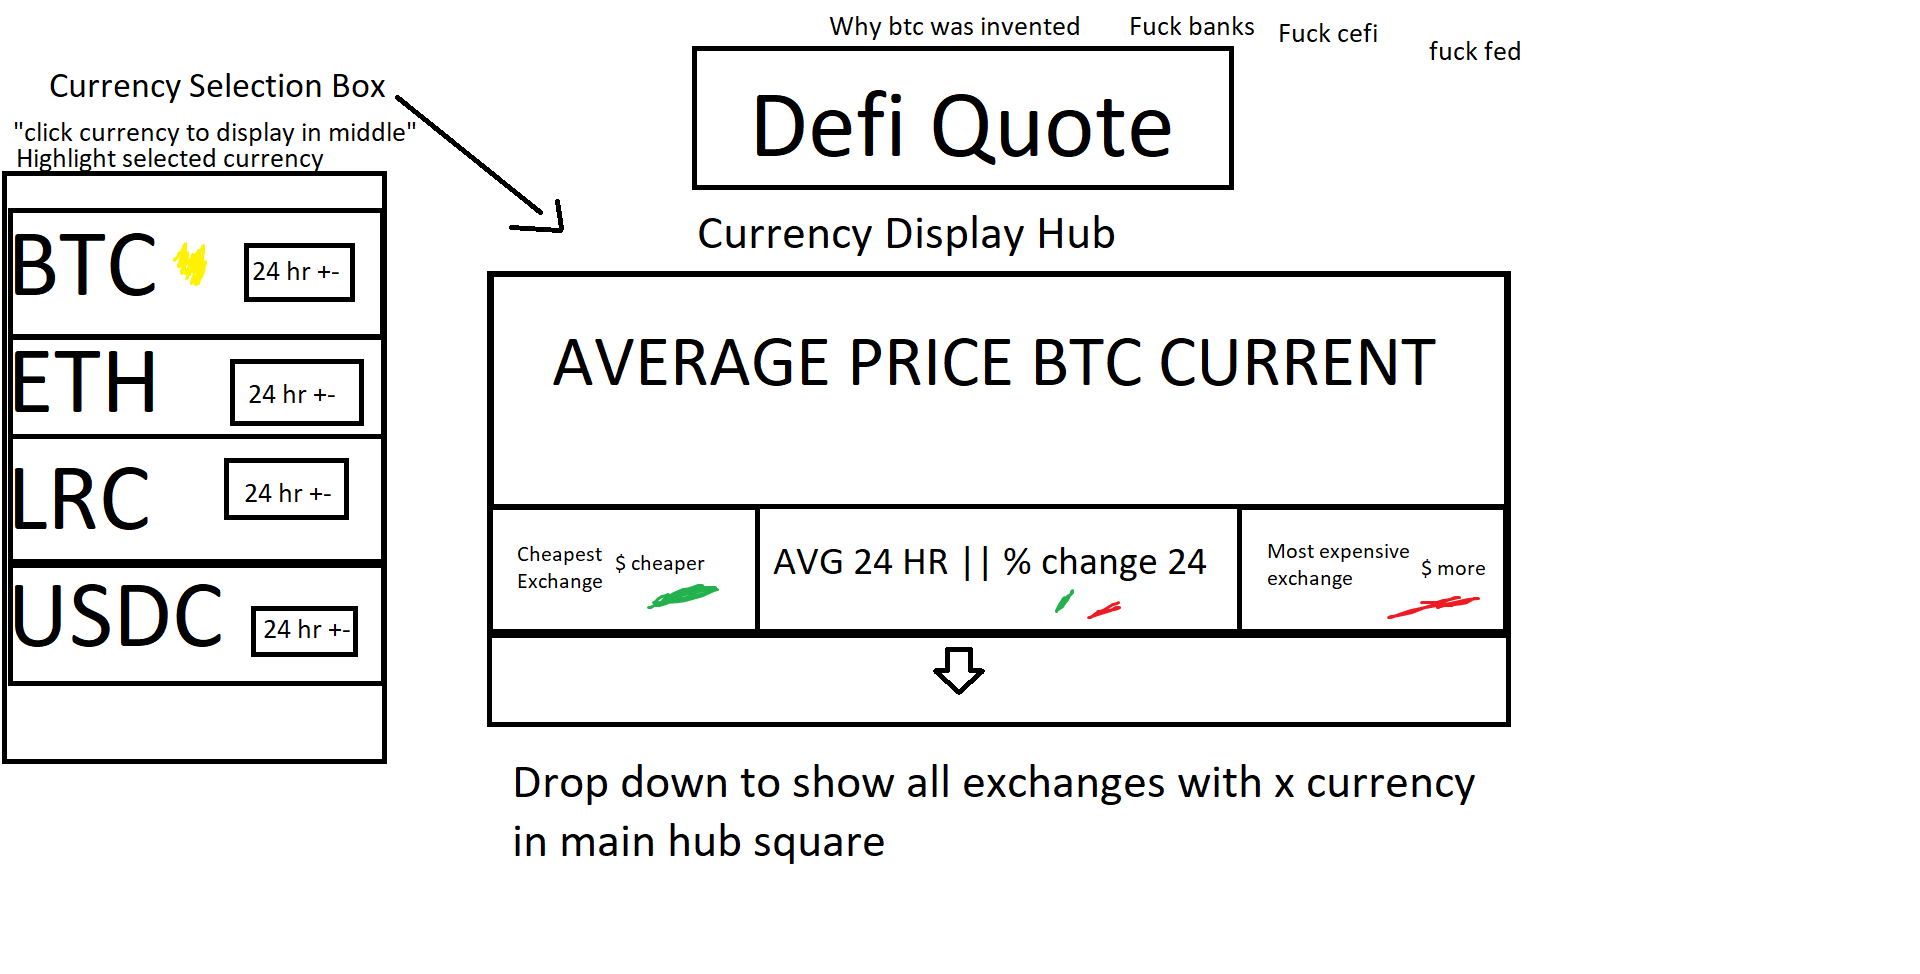 Why btc was invented
Fuck banks
Fuck cefi
fuck fed
Defi Quote
Currency Selection Box
"click currency to display in middle"
Highlight selected currency
BTC
24 hr +-
ETH
24 hr +-
LRC
24 hr +-
USDC
24 hr +-
Currency Display Hub
AVERAGE PRICE BTC CURRENT
Cheapest
Exchange
$ cheaper
AVG 24 HR || % change 24
Most expensive
exchange
$ more
Drop down to show all exchanges with x currency
in main hub square